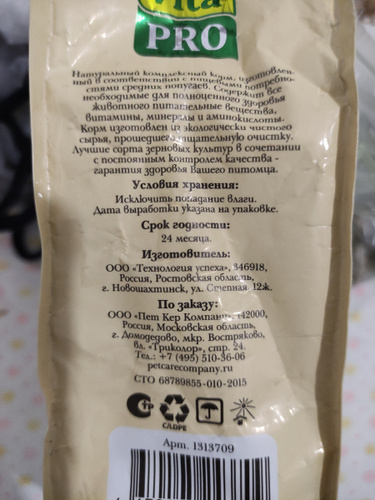 Vita
PRO
Натуральный комплексный корм, изготовлен-
ный в соответствии с пищевыми потребно-
стями средних попугаев. Содержит все
необходимые для полноценного здоровья
животного питательные вещества,
витамины, минералы и аминокислоты.
Корм изготовлен из экологически чистого
сырья, прошедшего тщательную очистку.
Лучшие сорта зерновых культур в сочетании
с постоянным контролем качества -
гарантия здоровья Вашего питомца.
Условия хранения:
Исключить попадание влаги.
Дата выработки указана на упаковке.
Срок годности:
24 месяца.
Изготовитель:
ООО «Технология успеха», 346918,
Россия, Ростовская область,
г. Новошахтинск, ул. Степная, 12ж.
По заказу:
ООО «Пет Кер Компани», 142000,
Россия, Московская область,
г. Домодедово, мкр. Востряково,
вл. «Триколор», стр. 24.
Тел.: +7 (495) 510-36-06
petcarecompany.ru
СТО 68789855-010-2015
C/LDPE
Арт. 1313709